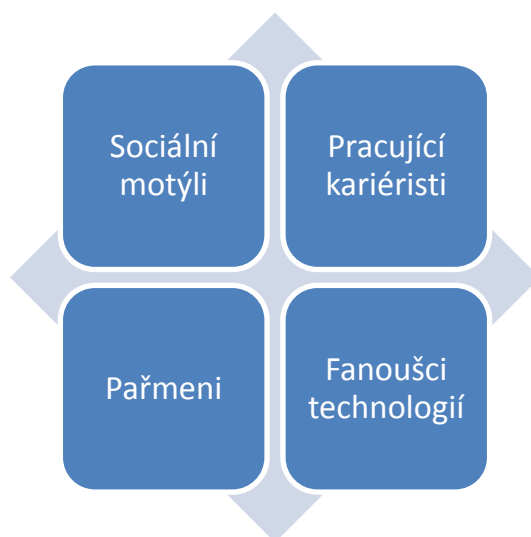 Sociální
motýli
Pracující
kariéristi
Pařmeni
Fanoušci
technologií